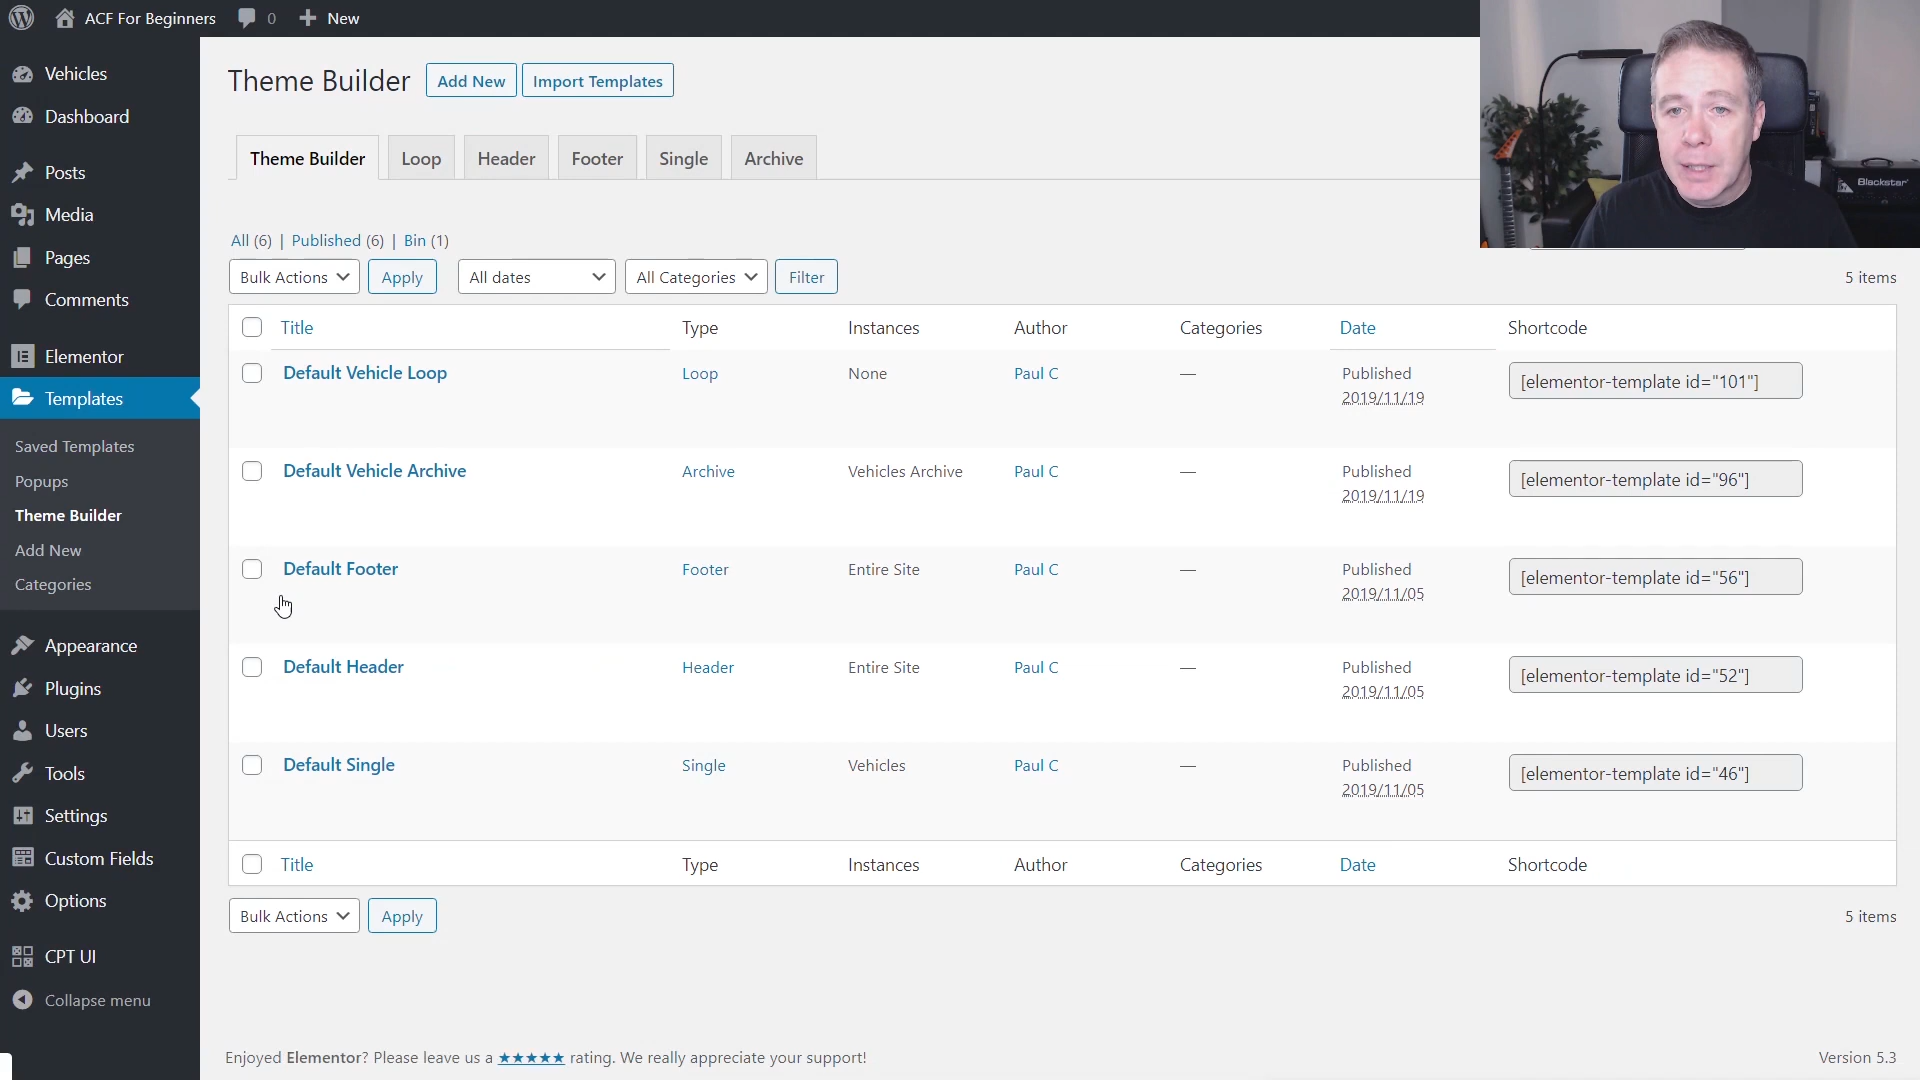 ACF For Beginners 0 New
Vehicles
Dashboard
Posts
Media
Pages
Comments
Elementor
Templates
Saved Templates
Popups
Theme Builder
Add New
Categories
Appearance
Plugins
Users
Tools
Settings
Custom Fields
Options
CPT UI
Collapse menu
Theme Builder Add New Import Templates
Theme Builder Loop Header Footer Single Archive
All (6) | Published (6) | Bin (1)
Bulk Actions Apply All dates All Categories Filter 5 items
Title Type Instances Author Categories Date Shortcode
Default Vehicle Loop Loop None Paul C — Published [elementor-template id="101"]
2019/11/19
Default Vehicle Archive Archive Vehicles Archive Paul C — Published [elementor-template id="96"]
2019/11/19
Default Footer Footer Entire Site Paul C — Published [elementor-template id="56"]
2019/11/05
Default Header Header Entire Site Paul C — Published [elementor-template id="52"]
2019/11/05
Default Single Single Vehicles Paul C — Published [elementor-template id="46"]
2019/11/05
Title Type Instances Author Categories Date Shortcode
Bulk Actions Apply 5 items
Enjoyed Elementor? Please leave us a ★★★★★ rating. We really appreciate your support! Version 5.3
Blackstar